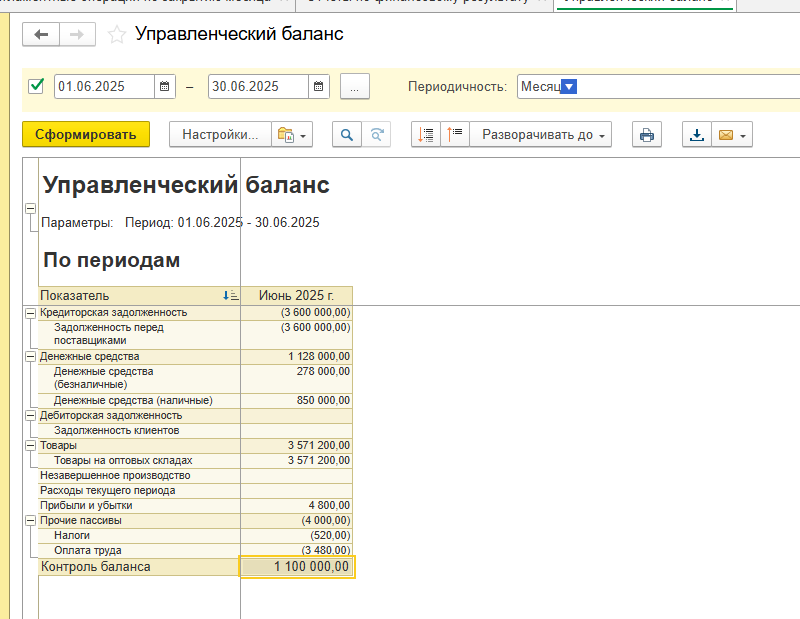 Управленческий баланс
01.06.2025 – 30.06.2025 ... Периодичность: Месяц
Сформировать Настройки... Разворачивать до
Управленческий баланс
Параметры: Период: 01.06.2025 - 30.06.2025
По периодам
Показатель Июнь 2025 г.
Кредиторская задолженность (3 600 000,00)
Задолженность перед (3 600 000,00)
поставщиками
Денежные средства 1 128 000,00
Денежные средства 278 000,00
(безналичные)
Денежные средства (наличные) 850 000,00
Дебиторская задолженность
Задолженность клиентов
Товары 3 571 200,00
Товары на оптовых складах 3 571 200,00
Незавершенное производство
Расходы текущего периода
Прибыли и убытки 4 800,00
Прочие пассивы (4 000,00)
Налоги (520,00)
Оплата труда (3 480,00)
Контроль баланса 1 100 000,00